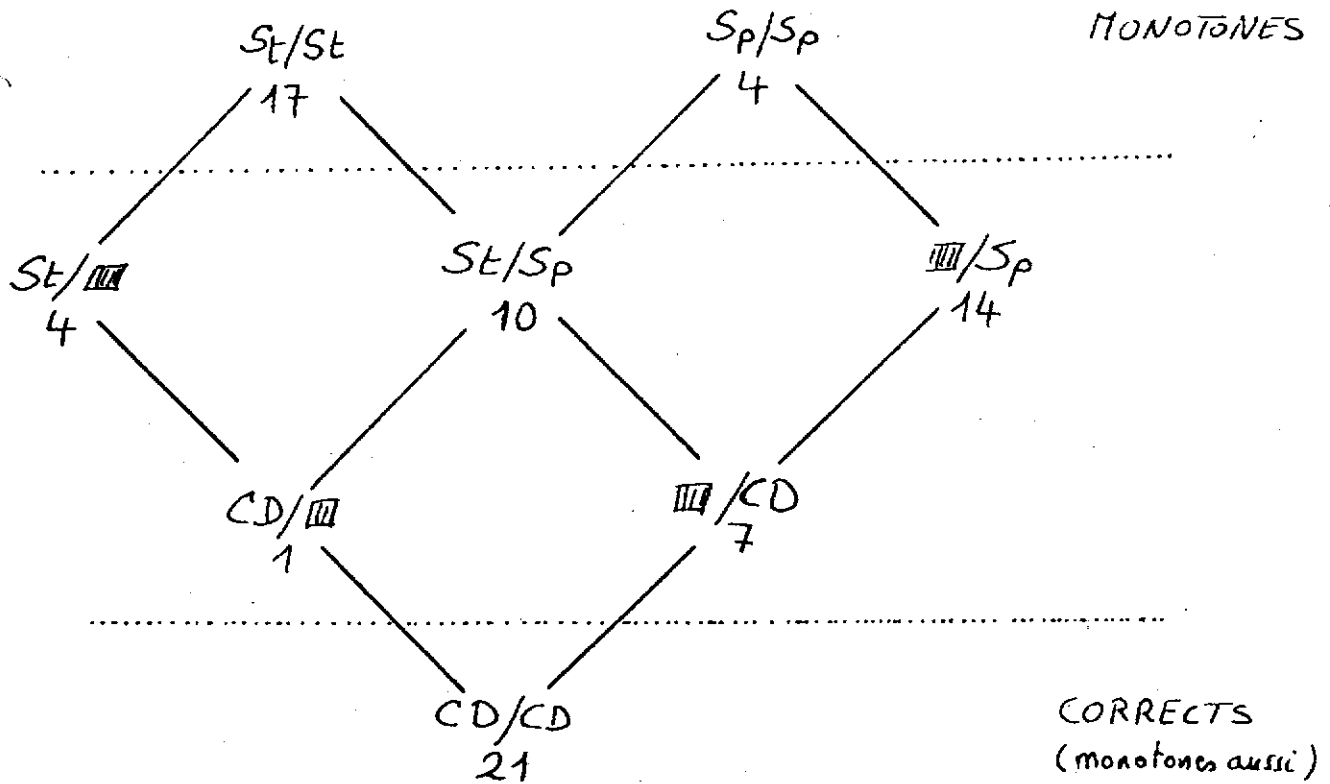 St/St
17
Sp/Sp
4
MONOTONES
St/▥
4
St/Sp
10
▥/Sp
14
CD/▥
1
▥/CD
7
CD/CD
21
CORRECTS
(monotones aussi)